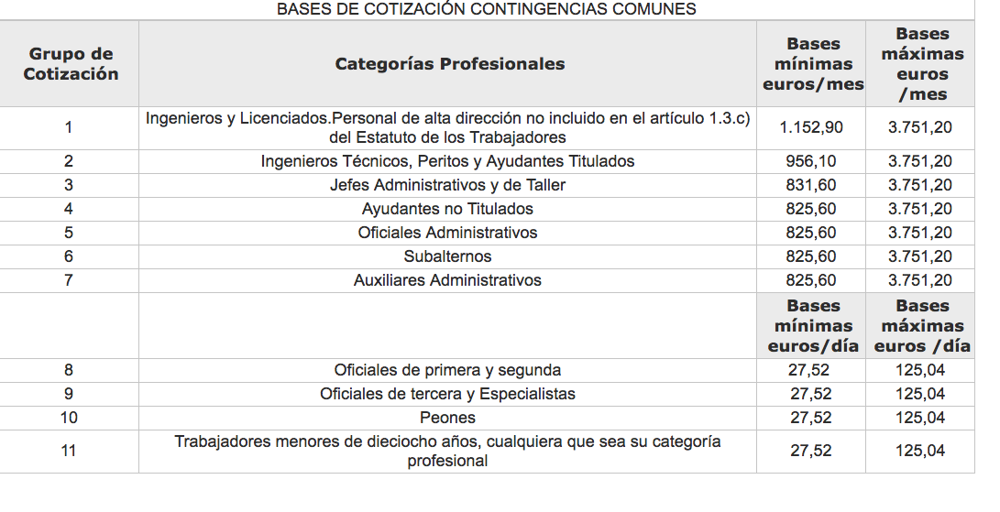 BASES DE COTIZACIÓN CONTINGENCIAS COMUNES
Grupo de
Cotización
Categorías Profesionales
Bases
mínimas
euros/mes
Bases
máximas
euros
/mes
1
Ingenieros y Licenciados.Personal de alta dirección no incluido en el artículo 1.3.c)
del Estatuto de los Trabajadores
1.152,90
3.751,20
2 Ingenieros Técnicos, Peritos y Ayudantes Titulados 956,10 3.751,20
3 Jefes Administrativos y de Taller 831,60 3.751,20
4 Ayudantes no Titulados 825,60 3.751,20
5 Oficiales Administrativos 825,60 3.751,20
6 Subalternos 825,60 3.751,20
7 Auxiliares Administrativos 825,60 3.751,20
Bases
mínimas
euros/día
Bases
máximas
euros /día
8 Oficiales de primera y segunda 27,52 125,04
9 Oficiales de tercera y Especialistas 27,52 125,04
10 Peones 27,52 125,04
11
Trabajadores menores de dieciocho años, cualquiera que sea su categoría
profesional
27,52
125,04